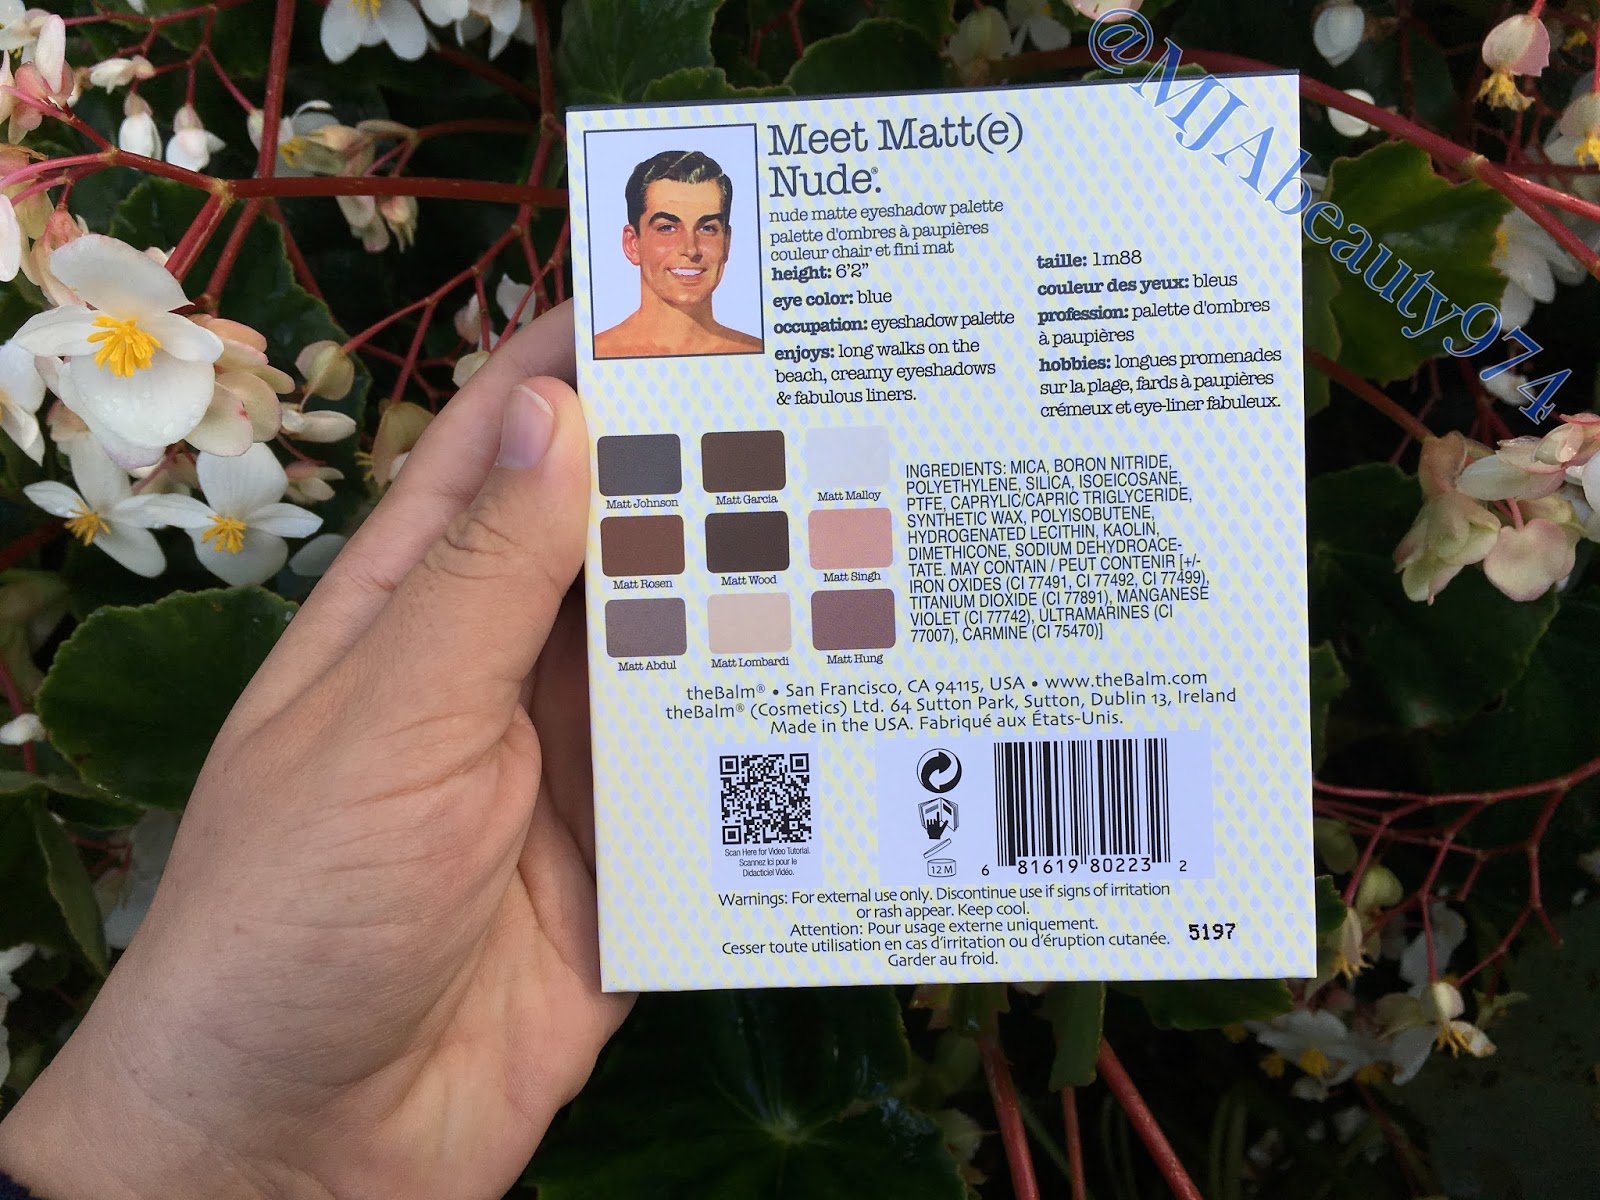 @MJAbeauty974
Meet Matt(e)
Nude®.
nude matte eyeshadow palette
palette d'ombres à paupières
couleur chair et fini mat
height: 6'2"
eye color: blue
occupation: eyeshadow palette
enjoys: long walks on the
beach, creamy eyeshadows
& fabulous liners.
taille: 1m88
couleur des yeux: bleus
profession: palette d'ombres
à paupières
hobbies: longues promenades
sur la plage, fards à paupières
crémeux et eye-liner fabuleux.
Matt Johnson
Matt Garcia
Matt Malloy
Matt Rosen
Matt Wood
Matt Singh
Matt Abdul
Matt Lombardi
Matt Hung
INGREDIENTS: MICA, BORON NITRIDE,
POLYETHYLENE, SILICA, ISOEICOSANE,
PTFE, CAPRYLIC/CAPRIC TRIGLYCERIDE,
SYNTHETIC WAX, POLYISOBUTENE,
HYDROGENATED LECITHIN, KAOLIN,
DIMETHICONE, SODIUM DEHYDROACE-
TATE. MAY CONTAIN / PEUT CONTENIR [+/-
IRON OXIDES (CI 77491, CI 77492, CI 77499),
TITANIUM DIOXIDE (CI 77891), MANGANESE
VIOLET (CI 77742), ULTRAMARINES (CI
77007), CARMINE (CI 75470)]
theBalm® • San Francisco, CA 94115, USA • www.theBalm.com
theBalm® (Cosmetics) Ltd. 64 Sutton Park, Sutton, Dublin 13, Ireland
Made in the USA. Fabriqué aux États-Unis.
Scan Here for Video Tutorial.
Scannez ici pour le
Didacticiel Vidéo.
12 M
6 81619 80223 2
Warnings: For external use only. Discontinue use if signs of irritation
or rash appear. Keep cool.
Attention: Pour usage externe uniquement.
Cesser toute utilisation en cas d'irritation ou d'éruption cutanée.
Garder au froid.
5197